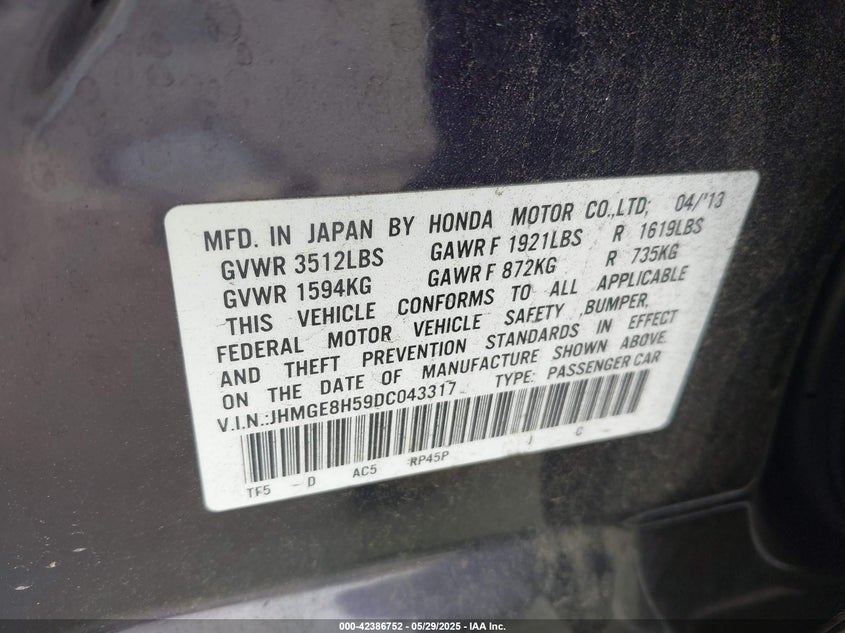 MFD. IN JAPAN BY HONDA MOTOR CO.,LTD; 04/'13
GVWR 3512LBS GAWR F 1921LBS R 1619LBS
GVWR 1594KG GAWR F 872KG R 735KG
THIS VEHICLE CONFORMS TO ALL APPLICABLE
FEDERAL MOTOR VEHICLE SAFETY ,BUMPER,
AND THEFT PREVENTION STANDARDS IN EFFECT
ON THE DATE OF MANUFACTURE SHOWN ABOVE.
V.I.N.:JHMGE8H59DC043317 TYPE: PASSENGER CAR
TF5 - D AC5 RP45P J C -
000-42386752 — 05/29/2025 — IAA Inc.